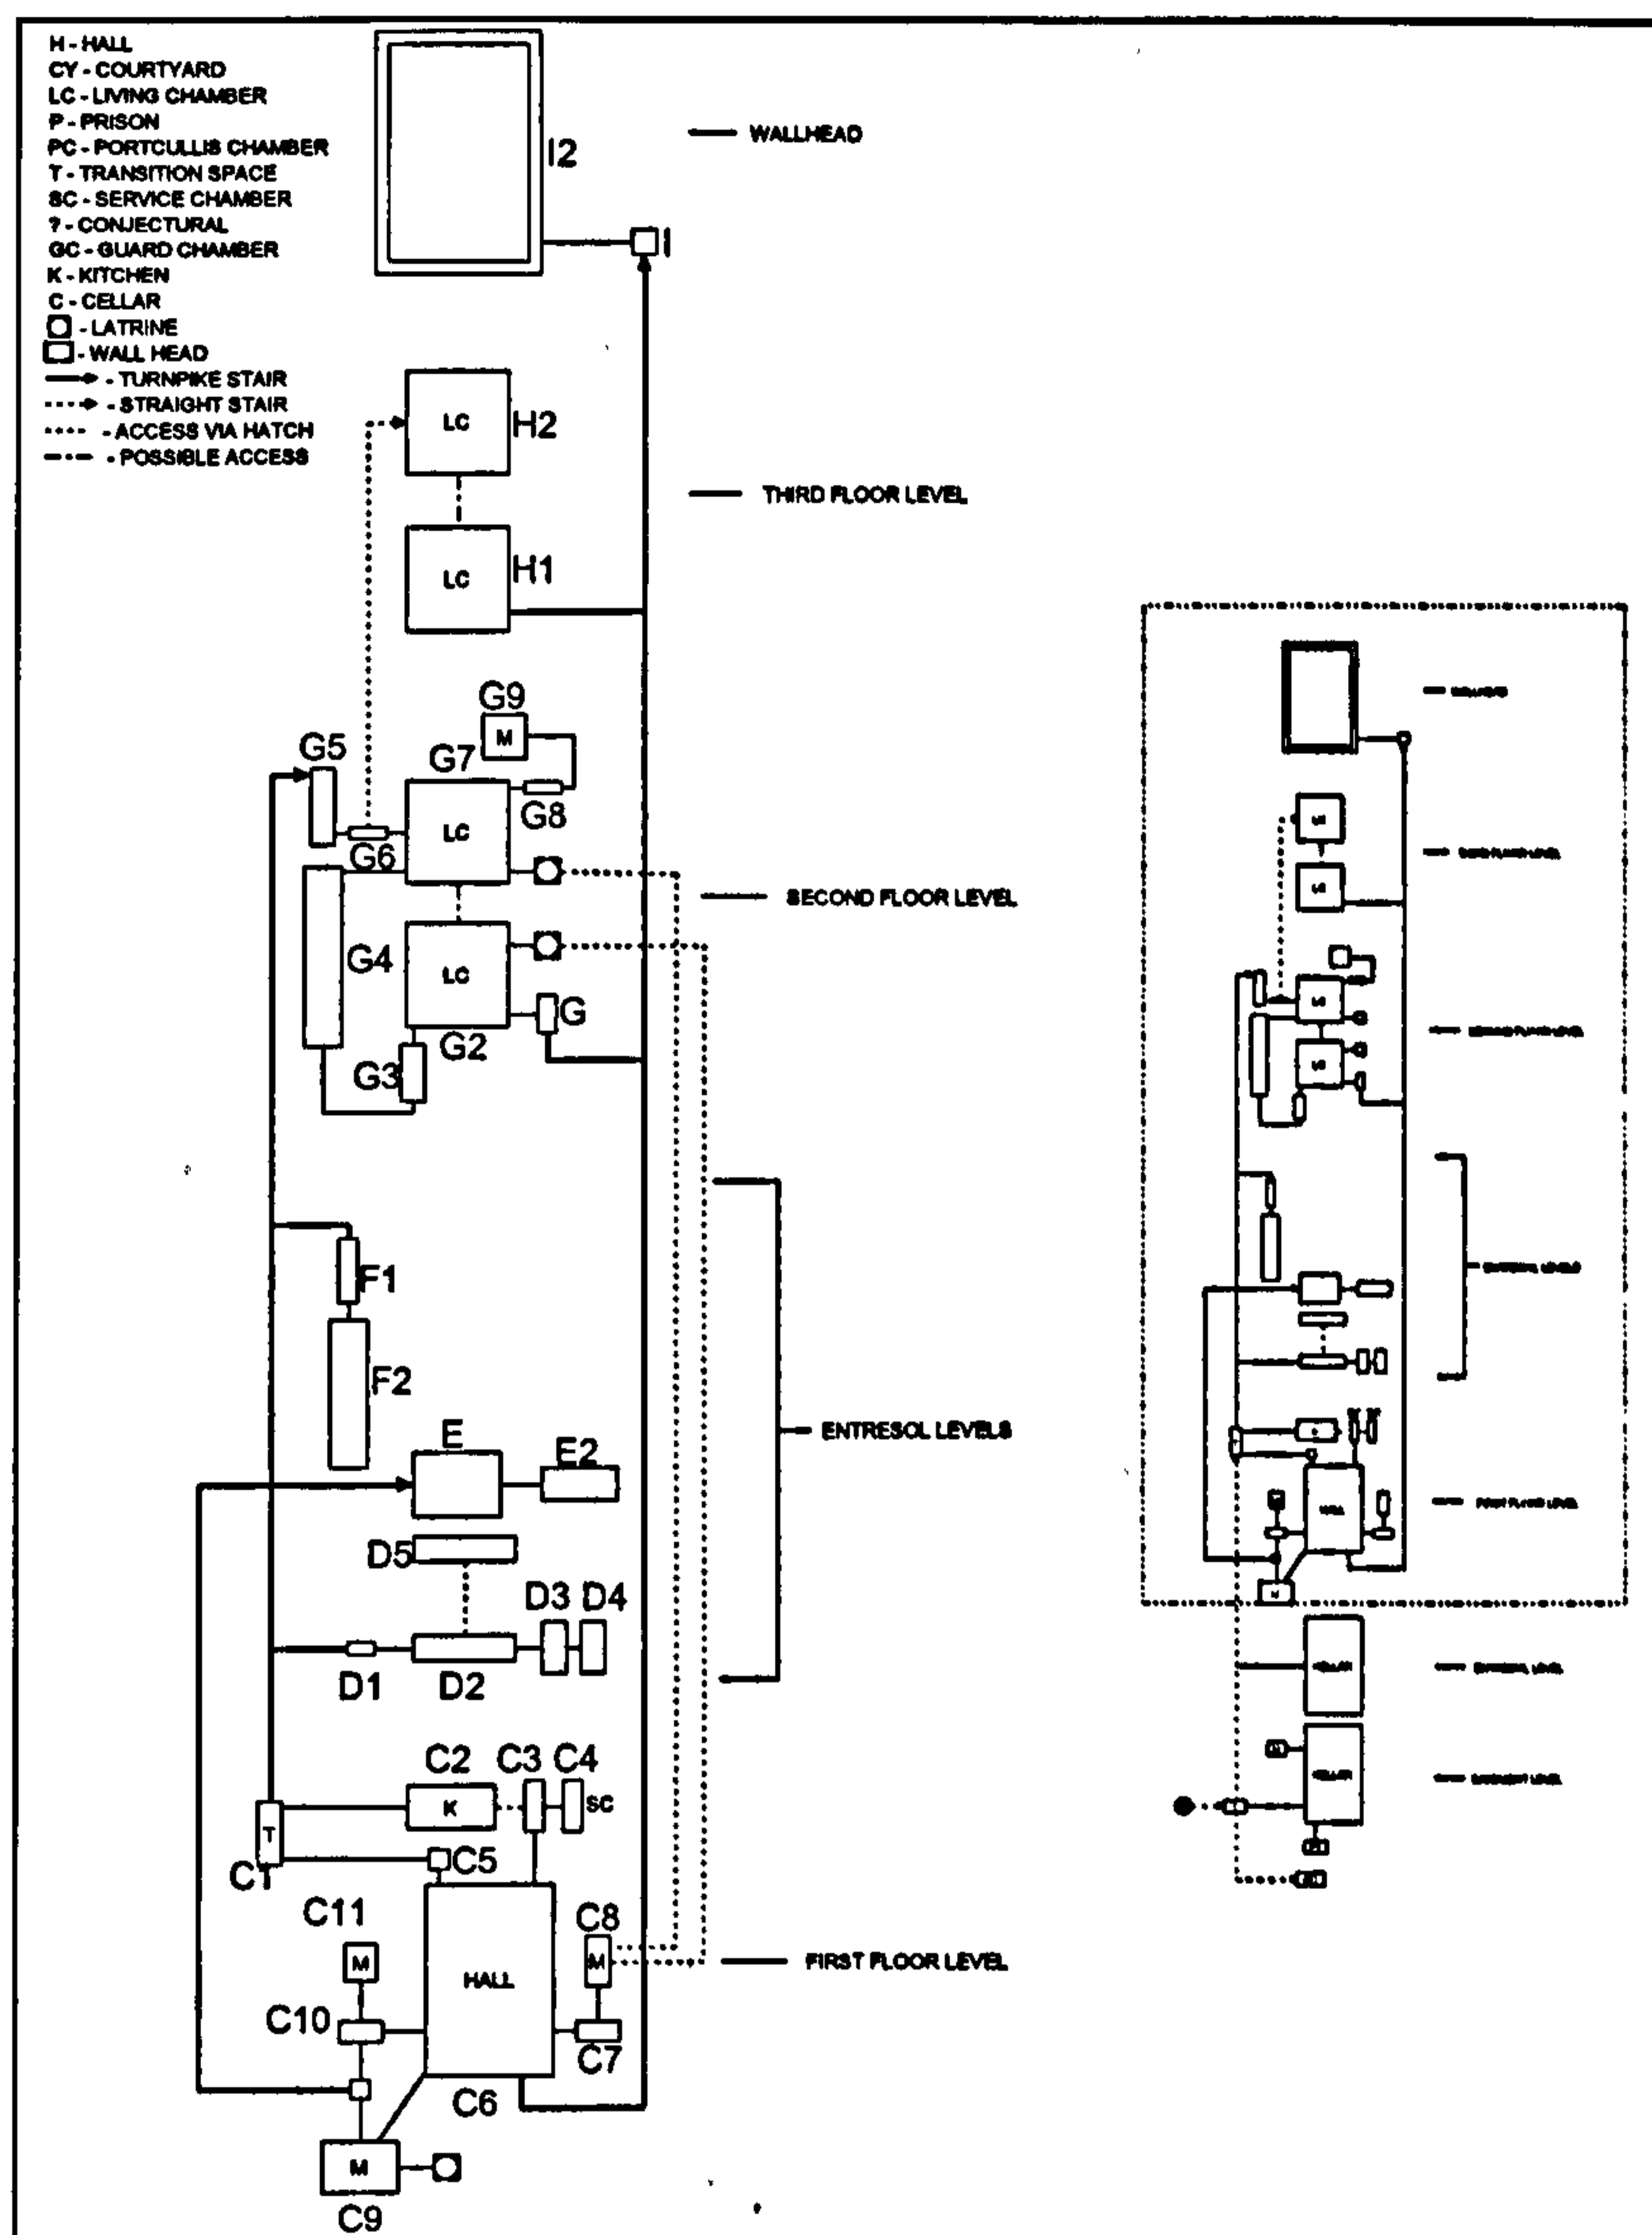 H - HALL
CY - COURTYARD
LC - LIVING CHAMBER
P - PRISON
PC - PORTCULLIS CHAMBER
T - TRANSITION SPACE
SC - SERVICE CHAMBER
? - CONJECTURAL
GC - GUARD CHAMBER
K - KITCHEN
C - CELLAR
- LATRINE
- WALL HEAD
- TURNPIKE STAIR
- STRAIGHT STAIR
- ACCESS VIA HATCH
- POSSIBLE ACCESS
I2
WALLHEAD
I
LC
H2
THIRD FLOOR LEVEL
LC
H1
G9
M
G5
G7
LC
G8
G6
SECOND FLOOR LEVEL
G4
LC
G
G2
G3
F1
F2
E
E2
ENTRESOL LEVELS
D5
D3
D4
D1
D2
C2
C3
C4
K
SC
T
C5
C1
C11
C8
M
HALL
M
FIRST FLOOR LEVEL
C10
C7
C6
M
C9